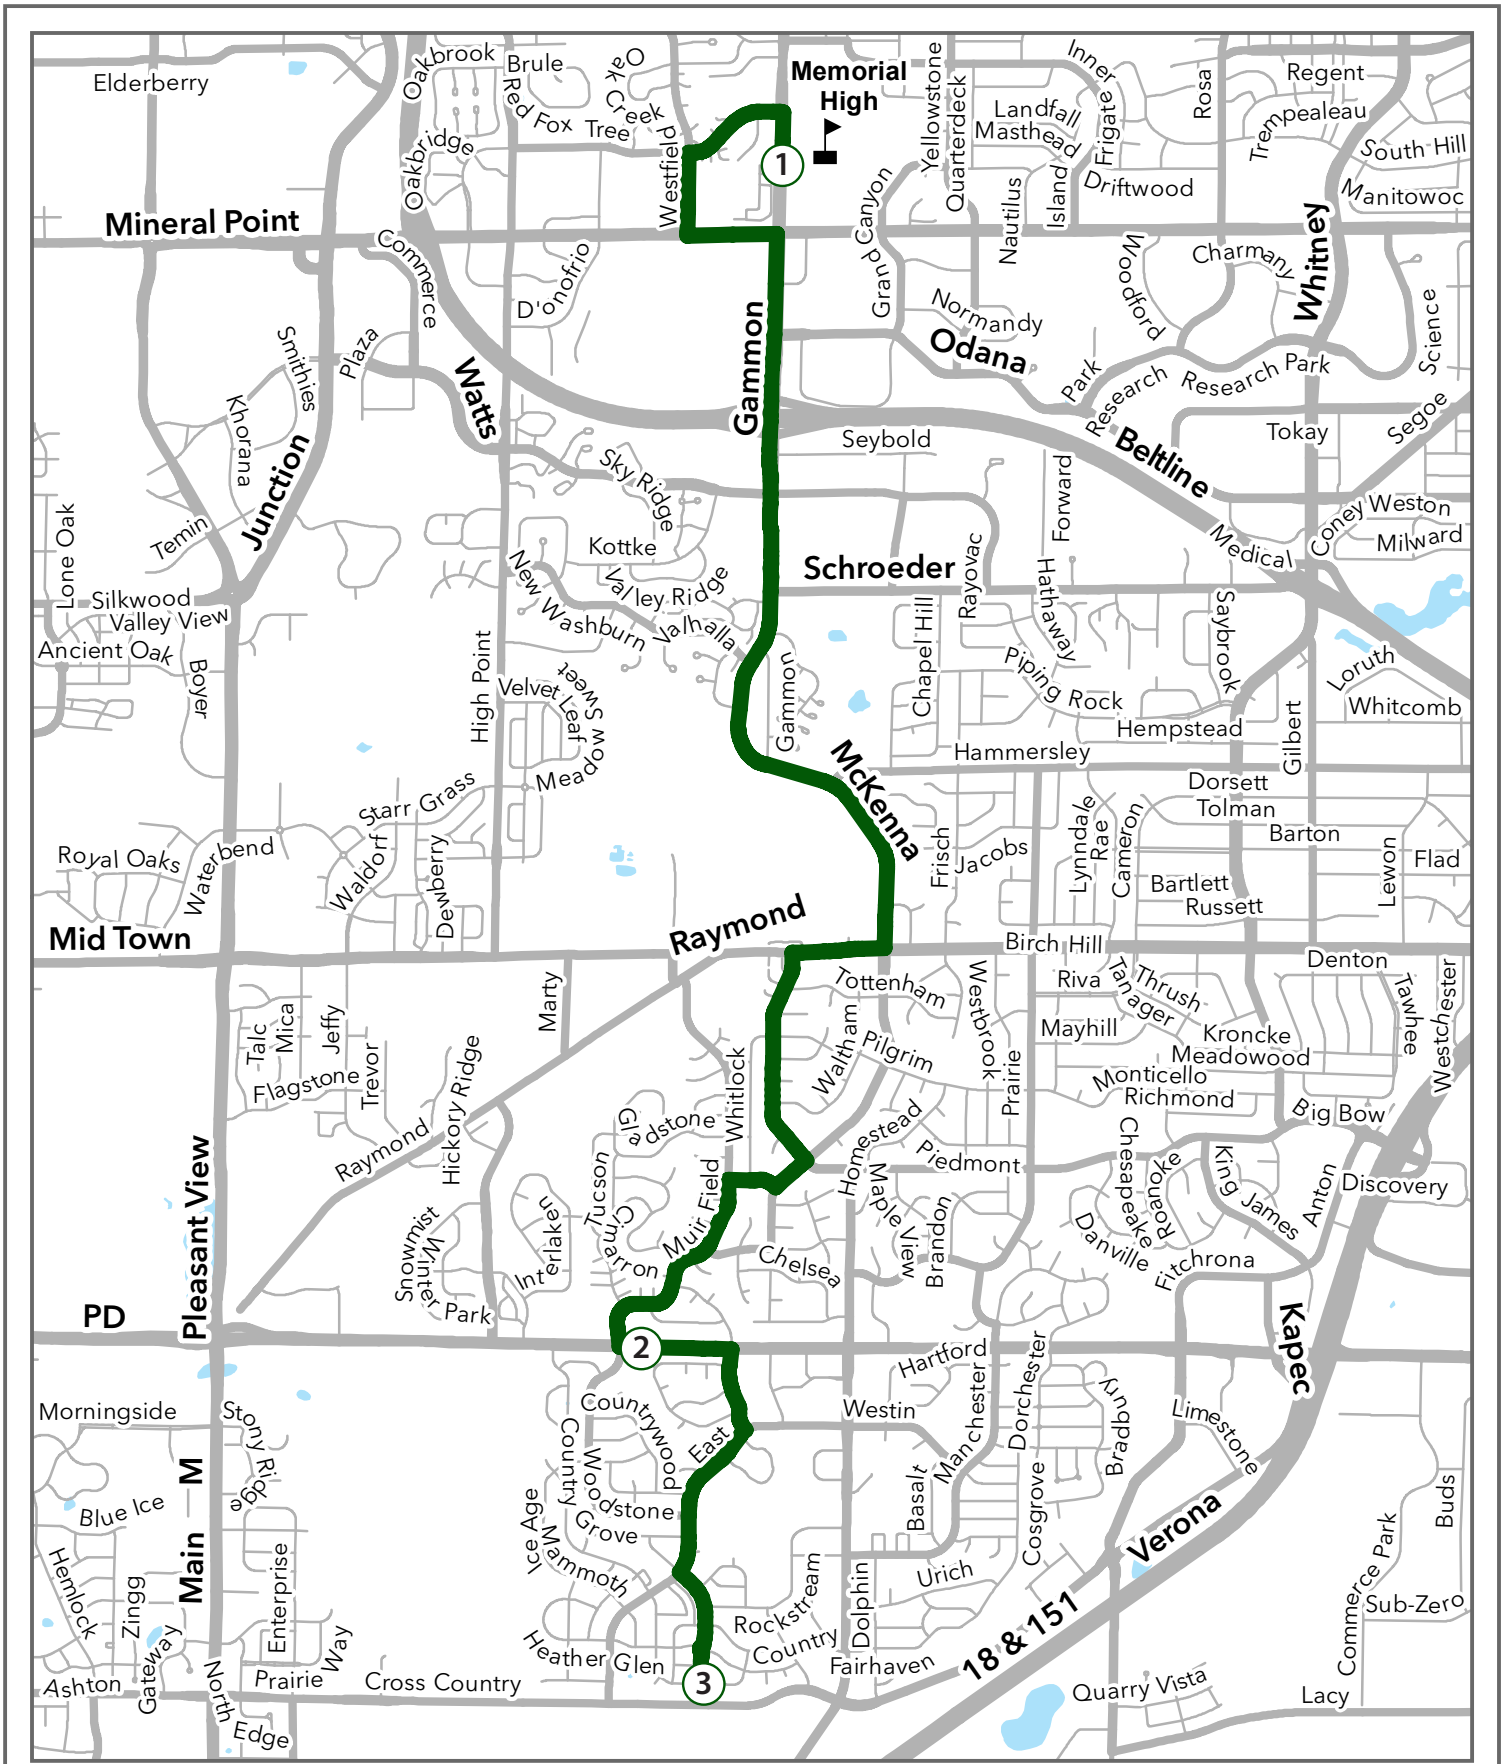 Elderberry
Oakbrook
Brule
Red Fox
Oak Creek
Tree
Memorial
High
Yellowstone
Quarterdeck
Inner
Landfall
Masthead
Frigate
Rosa
Regent
Trempealeau
South Hill
Manitowoc
Oakbridge
Westfield
1
Driftwood
Island
Nautilus
Canyon
Grand
Mineral Point
Commerce
D'onofrio
Woodford
Charmany
Whitney
Science
Normandy
Odana
Smithies
Plaza
Gammon
Park
Research
Research Park
Watts
Khorana
Junction
Seybold
Beltline
Tokay
Segoe
Sky Ridge
Forward
Lone Oak
Temin
Coney Weston
Milward
Medical
Kottke
New Washburn
Valley Ridge
Valhalla
Schroeder
Rayovac
Hathaway
Silkwood
Valley View
Ancient Oak
Boyer
High Point
Chapel Hill
Saybrook
Piping Rock
Loruth
Whitcomb
Velvet Leaf
Sweet
Meadow
Gammon
Hempstead
Gilbert
Hammersley
McKenna
Dorsett
Tolman
Barton
Starr Grass
Royal Oaks
Waterbend
Waldorf
Dewberry
Frisch
Jacobs
Lynndale
Rae
Cameron
Bartlett
Russett
Lewon
Flad
Mid Town
Raymond
Birch Hill
Denton
Marty
Tottenham
Westbrook
Riva
Tanager
Thrush
Tawhee
Westchester
Talc
Mica
Jeffy
Trevor
Flagstone
Waltham
Pilgrim
Mayhill
Kroncke
Meadowood
Monticello
Richmond
Prairie
Hickory Ridge
Raymond
Whitlock
Gladstone
Big Bow
Homestead
Piedmont
Chesapeake
Roanoke
King James
Anton
Discovery
Pleasant View
Tucson
Muir Field
Maple View
Brandon
Danville
Fitchrona
Snowmist
Winter Park
Interlaken
Cimarron
Chelsea
PD
2
Hartford
Kapec
Morningside
Stony Ridge
Countrywood
Country Grove
Woodstone
East
Westin
Manchester
Dorchester
Bradbury
Limestone
Main
M
Blue Ice
Ice Age
Mammoth
Basalt
Cosgrove
Verona
Buds
Hemlock
Zingg
Enterprise
Urich
Commerce Park
Sub-Zero
Gateway
Way
Prairie
Heather Glen
Rockstream
Country
Dolphin
Fairhaven
18 & 151
Ashton
North
Edge
Cross Country
3
Quarry Vista
Lacy